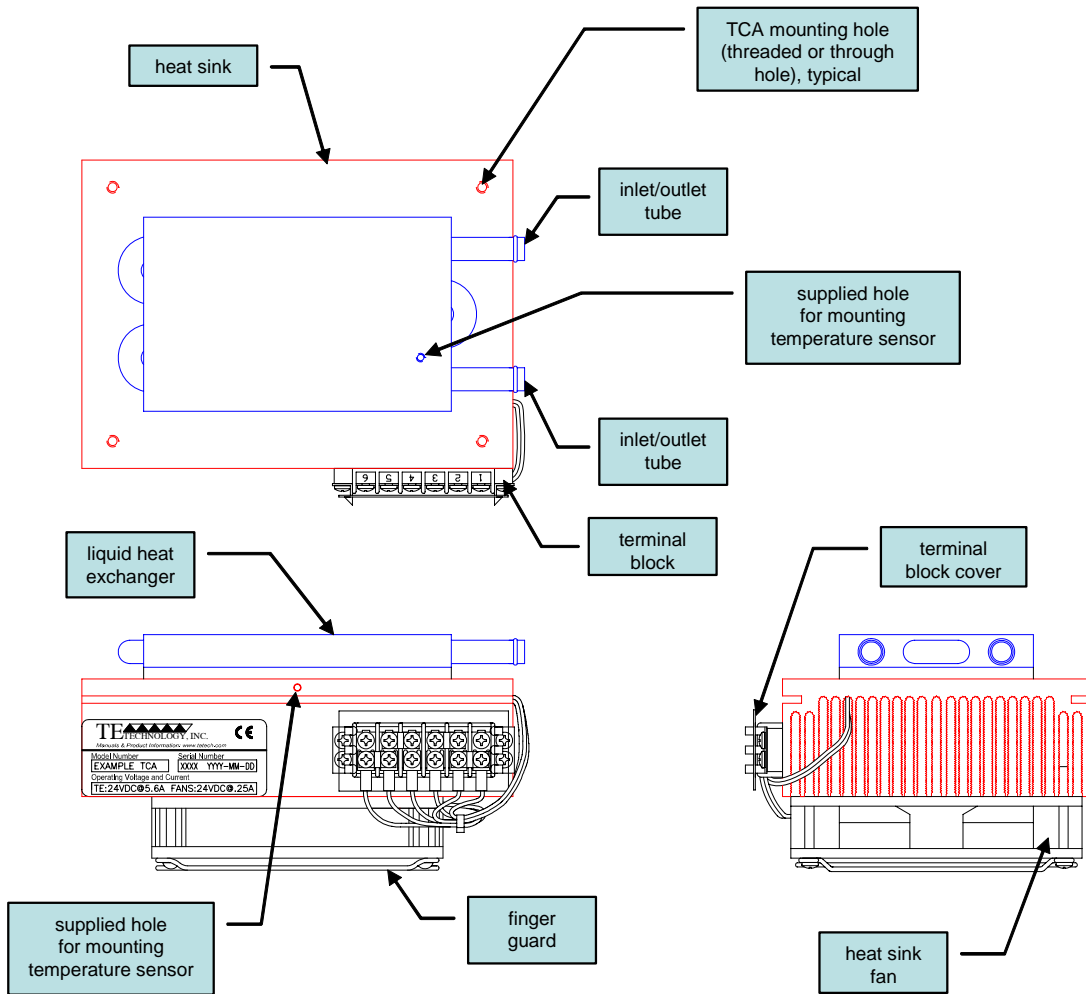 TCA mounting hole
(threaded or through
hole), typical
heat sink
inlet/outlet
tube
supplied hole
for mounting
temperature sensor
inlet/outlet
tube
6 5 4 3 2 1
terminal
block
liquid heat
exchanger
terminal
block cover
TE TECHNOLOGY, INC. CE
Manuals & Product Information: www.tetech.com
Model Number Serial Number
EXAMPLE TCA XXXX YYYY-MM-DD
Operating Voltage and Current
TE:24VDC@5.6A FANS:24VDC@.25A
supplied hole
for mounting
temperature sensor
finger
guard
heat sink
fan